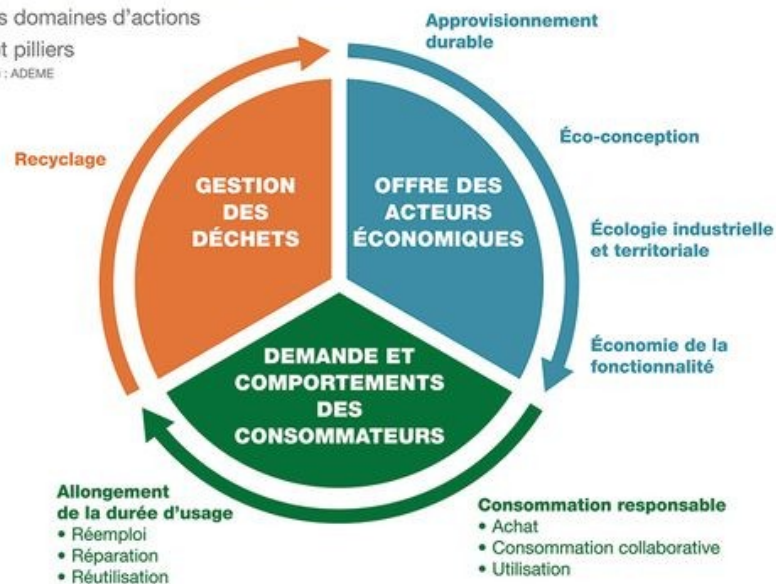 s domaines d'actions
t pilliers
: ADEME
Approvisionnement
durable
Éco-conception
Écologie industrielle
et territoriale
Économie de la
fonctionnalité
OFFRE DES
ACTEURS
ÉCONOMIQUES
Consommation responsable
• Achat
• Consommation collaborative
• Utilisation
DEMANDE ET
COMPORTEMENTS
DES
CONSOMMATEURS
Allongement
de la durée d'usage
• Réemploi
• Réparation
• Réutilisation
Recyclage
GESTION
DES
DÉCHETS